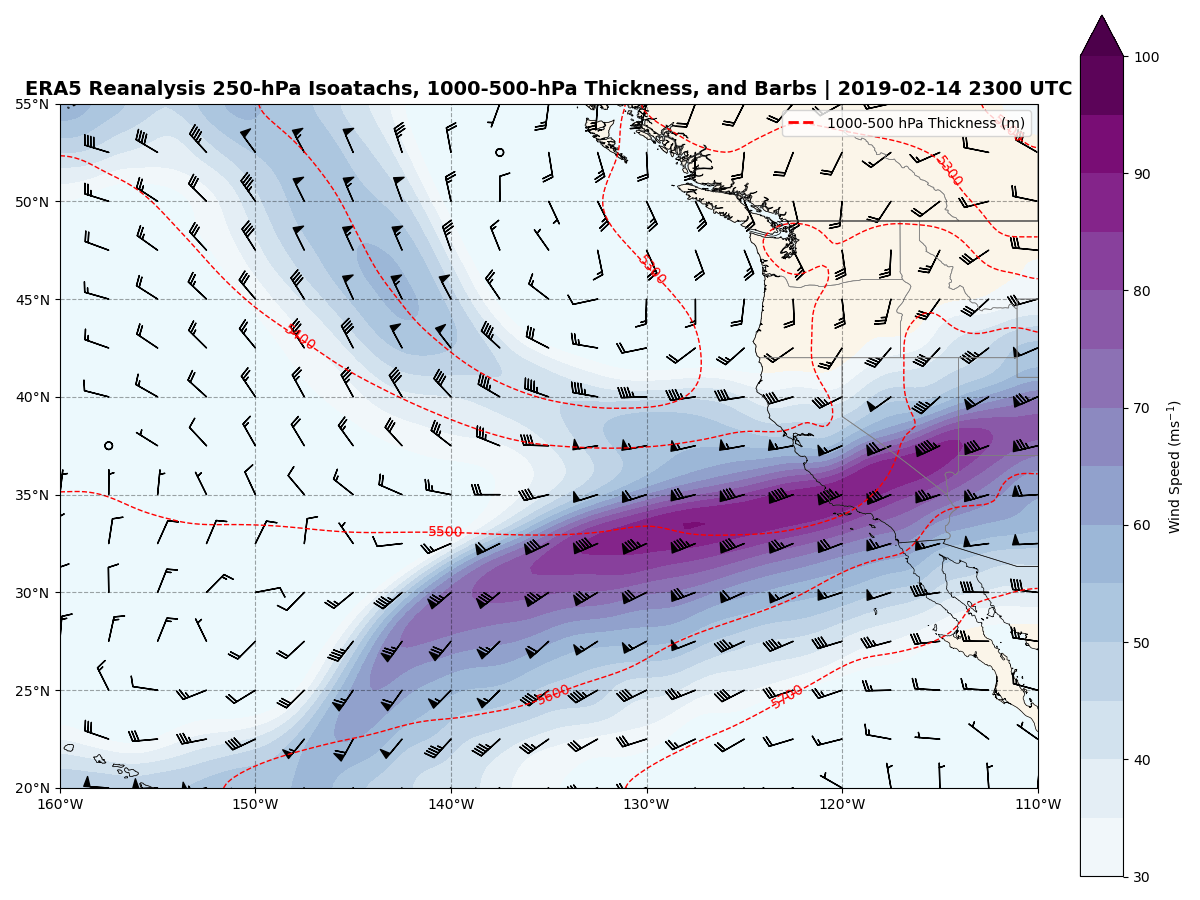 ERA5 Reanalysis 250-hPa Isoatachs, 1000-500-hPa Thickness, and Barbs | 2019-02-14 2300 UTC
1000-500 hPa Thickness (m)
55°N
50°N
45°N
40°N
35°N
30°N
25°N
20°N
160°W
150°W
140°W
130°W
120°W
110°W
5300
5300
5400
5500
5600
5700
100
90
80
70
60
50
40
30
Wind Speed (ms⁻¹)